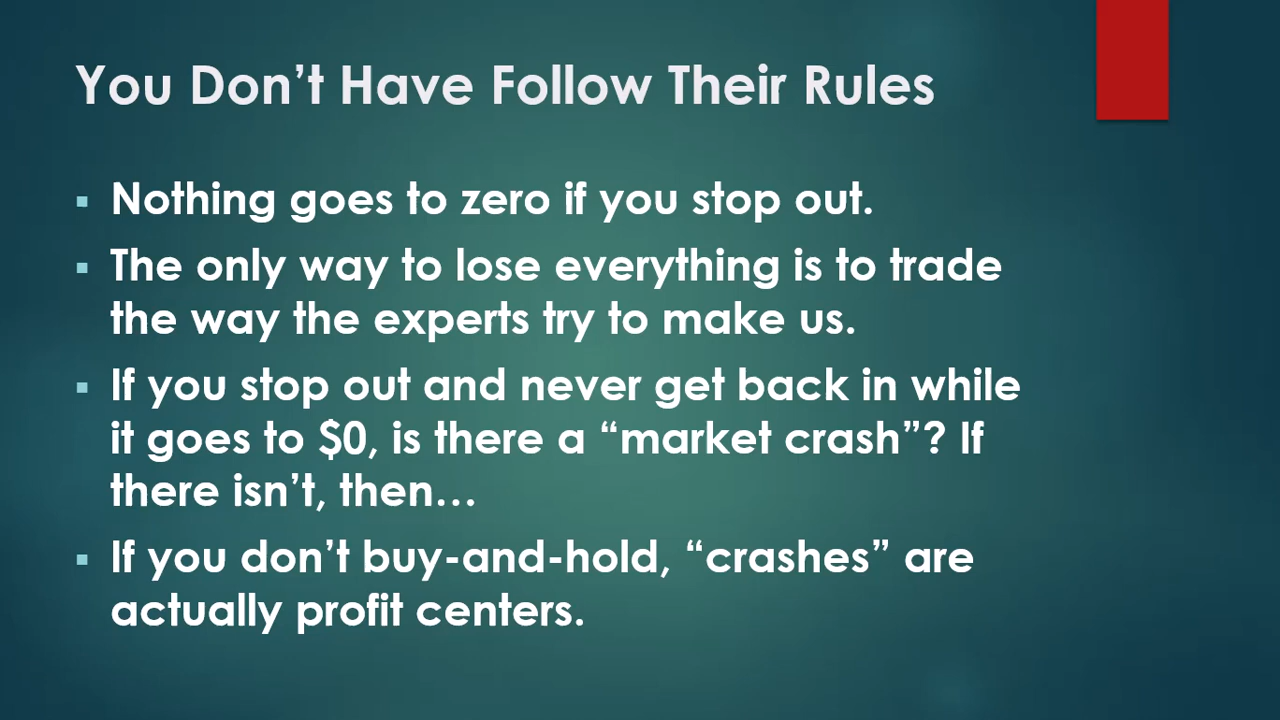 You Don’t Have Follow Their Rules
▪ Nothing goes to zero if you stop out.
▪ The only way to lose everything is to trade
the way the experts try to make us.
▪ If you stop out and never get back in while
it goes to $0, is there a “market crash”? If
there isn’t, then…
▪ If you don’t buy-and-hold, “crashes” are
actually profit centers.